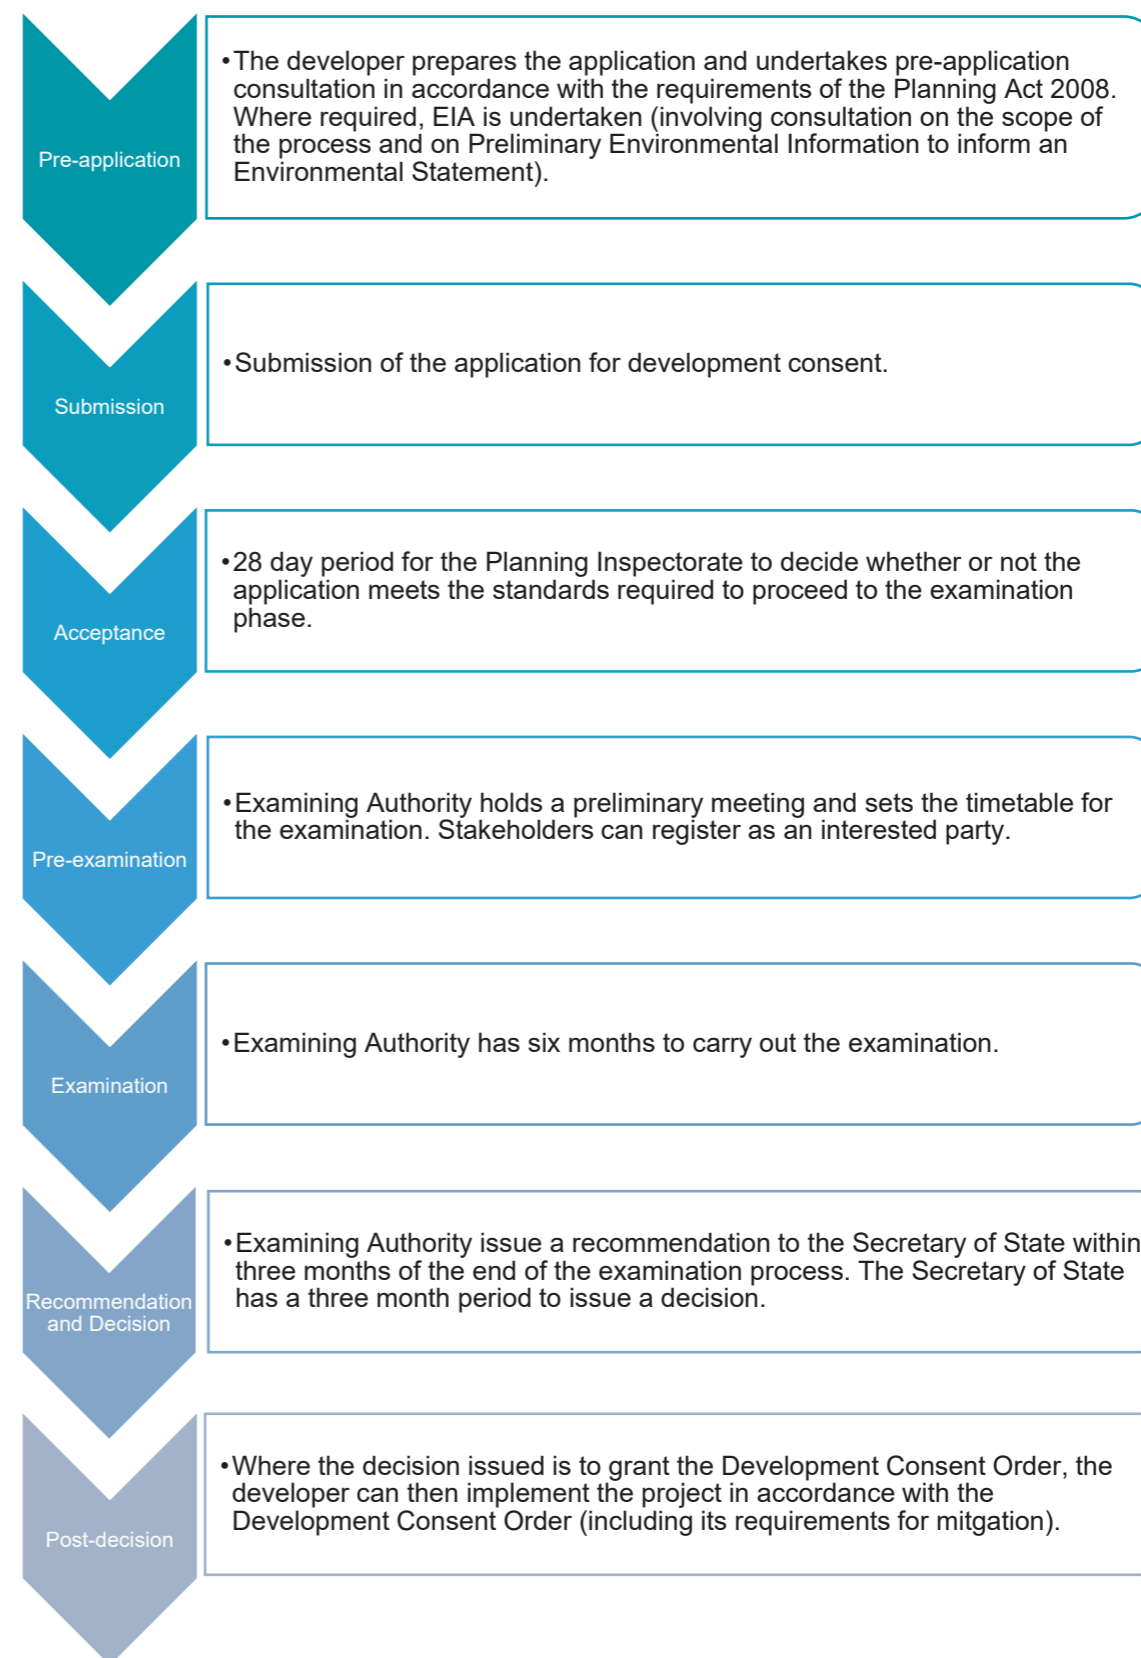 Pre-application
•The developer prepares the application and undertakes pre-application
consultation in accordance with the requirements of the Planning Act 2008.
Where required, EIA is undertaken (involving consultation on the scope of
the process and on Preliminary Environmental Information to inform an
Environmental Statement).
Submission
•Submission of the application for development consent.
Acceptance
•28 day period for the Planning Inspectorate to decide whether or not the
application meets the standards required to proceed to the examination
phase.
Pre-examination
•Examining Authority holds a preliminary meeting and sets the timetable for
the examination. Stakeholders can register as an interested party.
Examination
•Examining Authority has six months to carry out the examination.
Recommendation
and Decision
•Examining Authority issue a recommendation to the Secretary of State within
three months of the end of the examination process. The Secretary of State
has a three month period to issue a decision.
Post-decision
•Where the decision issued is to grant the Development Consent Order, the
developer can then implement the project in accordance with the
Development Consent Order (including its requirements for mitgation).